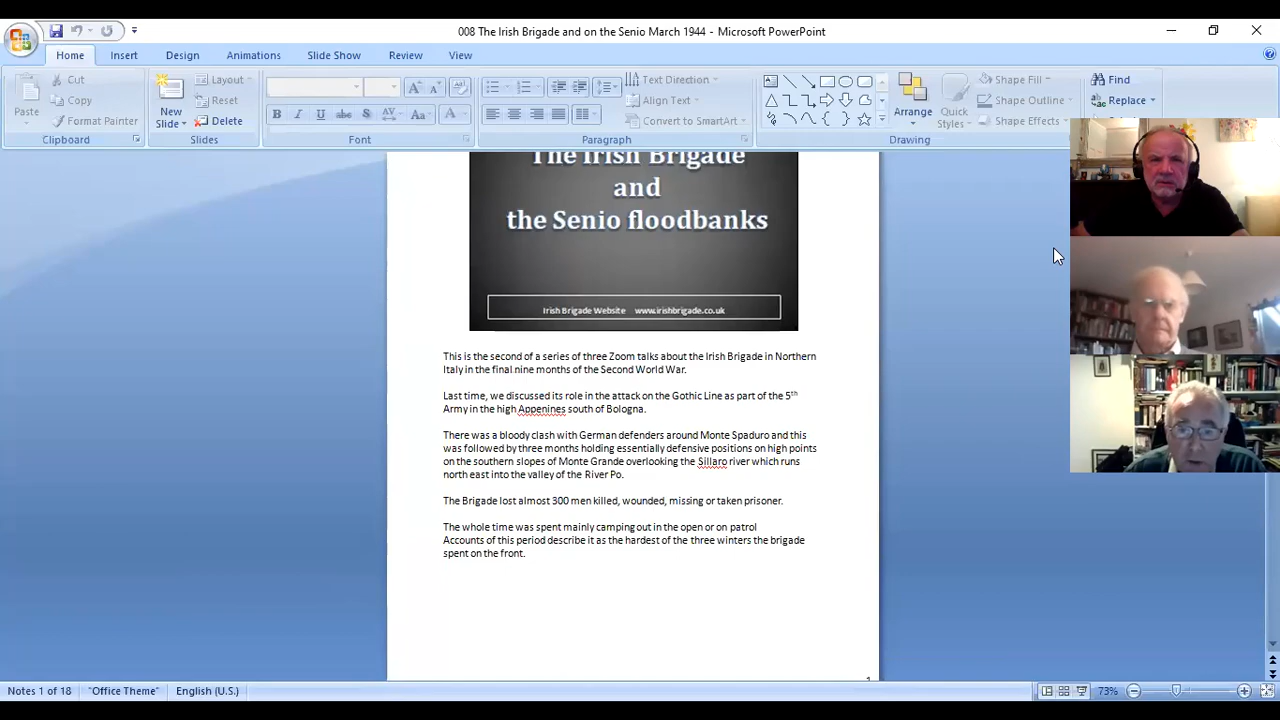 008 The Irish Brigade and on the Senio March 1944 - Microsoft PowerPoint
Home Insert Design Animations Slide Show Review View
Cut Layout Text Direction Shape Fill Find
Paste Copy New Slide Reset Align Text Arrange Quick Styles Shape Outline Replace
Format Painter Delete B I U abc S AV Aa A Convert to SmartArt Shape Effects
Clipboard Slides Font Paragraph Drawing
The Irish Brigade
and
the Senio floodbanks
Irish Brigade Website www.irishbrigade.co.uk
This is the second of a series of three Zoom talks about the Irish Brigade in Northern
Italy in the final nine months of the Second World War.
Last time, we discussed its role in the attack on the Gothic Line as part of the 5th
Army in the high Appenines south of Bologna.
There was a bloody clash with German defenders around Monte Spaduro and this
was followed by three months holding essentially defensive positions on high points
on the southern slopes of Monte Grande overlooking the Sillaro river which runs
north east into the valley of the River Po.
The Brigade lost almost 300 men killed, wounded, missing or taken prisoner.
The whole time was spent mainly camping out in the open or on patrol
Accounts of this period describe it as the hardest of the three winters the brigade
spent on the front.
Notes 1 of 18 "Office Theme" English (U.S.) 73%